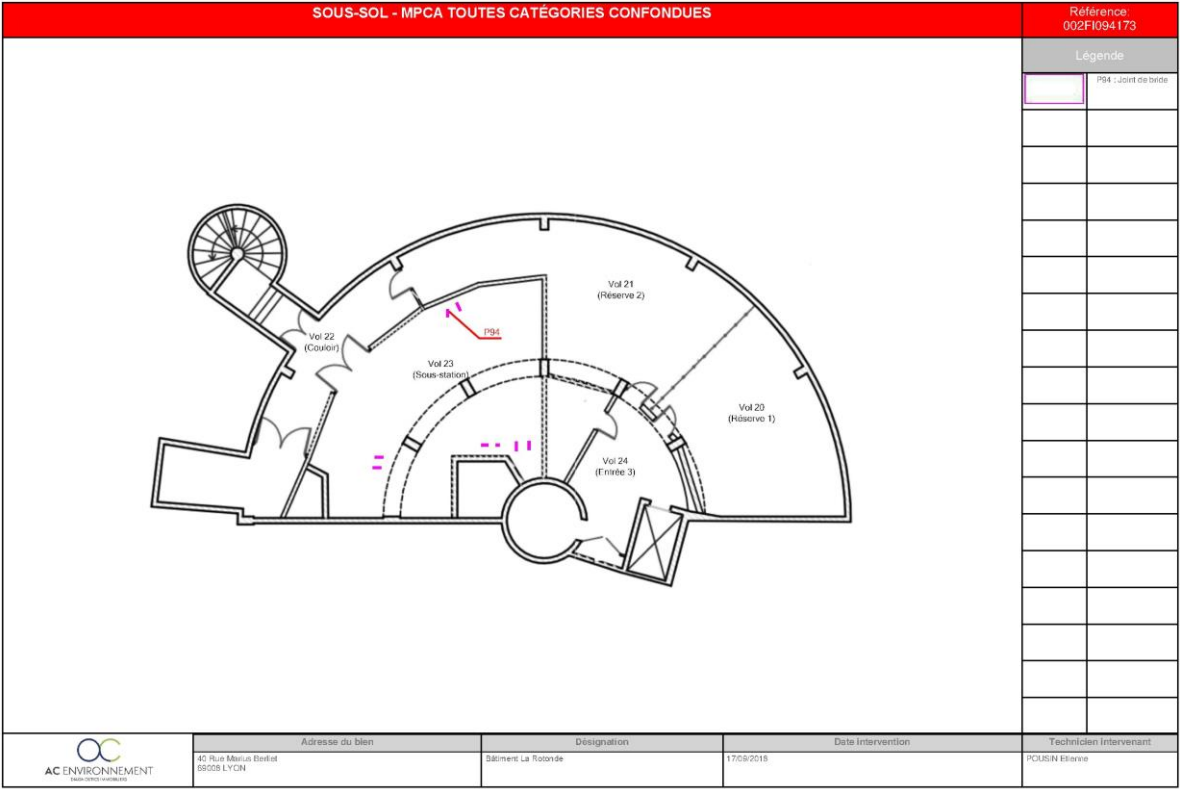 SOUS-SOL - MPCA TOUTES CATÉGORIES CONFONDUES
Référence:
002FI094173
Légende
P94 : Joint de bride
Vol 21
(Réserve 2)
Vol 22
(Couloir)
P94
Vol 23
(Sous-station)
Vol 20
(Réserve 1)
Vol 24
(Entrée 3)
AC ENVIRONNEMENT
Adresse du bien
40 Rue Marius Berliet
69008 LYON
Désignation
Bâtiment La Rotonde
Date intervention
17/09/2018
Technicien intervenant
POUSIN Etienne